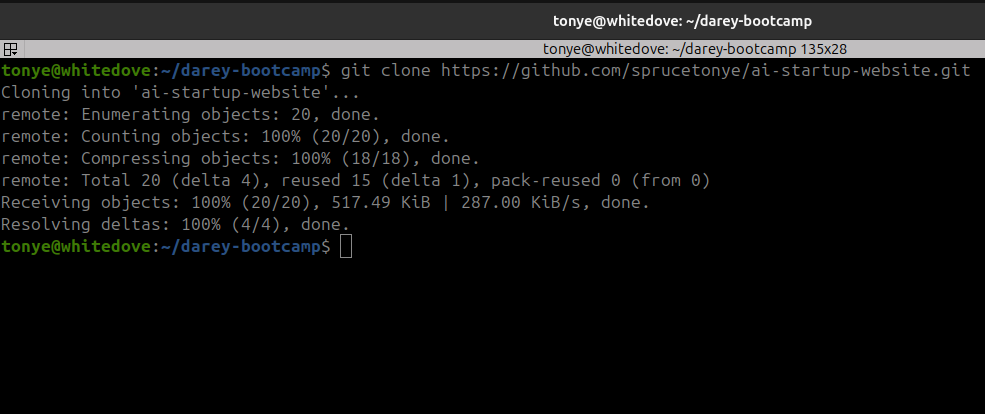 tonye@whitedove: ~/darey-bootcamp
tonye@whitedove: ~/darey-bootcamp 135x28
tonye@whitedove:~/darey-bootcamp$ git clone https://github.com/sprucetonye/ai-startup-website.git
Cloning into 'ai-startup-website'...
remote: Enumerating objects: 20, done.
remote: Counting objects: 100% (20/20), done.
remote: Compressing objects: 100% (18/18), done.
remote: Total 20 (delta 4), reused 15 (delta 1), pack-reused 0 (from 0)
Receiving objects: 100% (20/20), 517.49 KiB | 287.00 KiB/s, done.
Resolving deltas: 100% (4/4), done.
tonye@whitedove:~/darey-bootcamp$